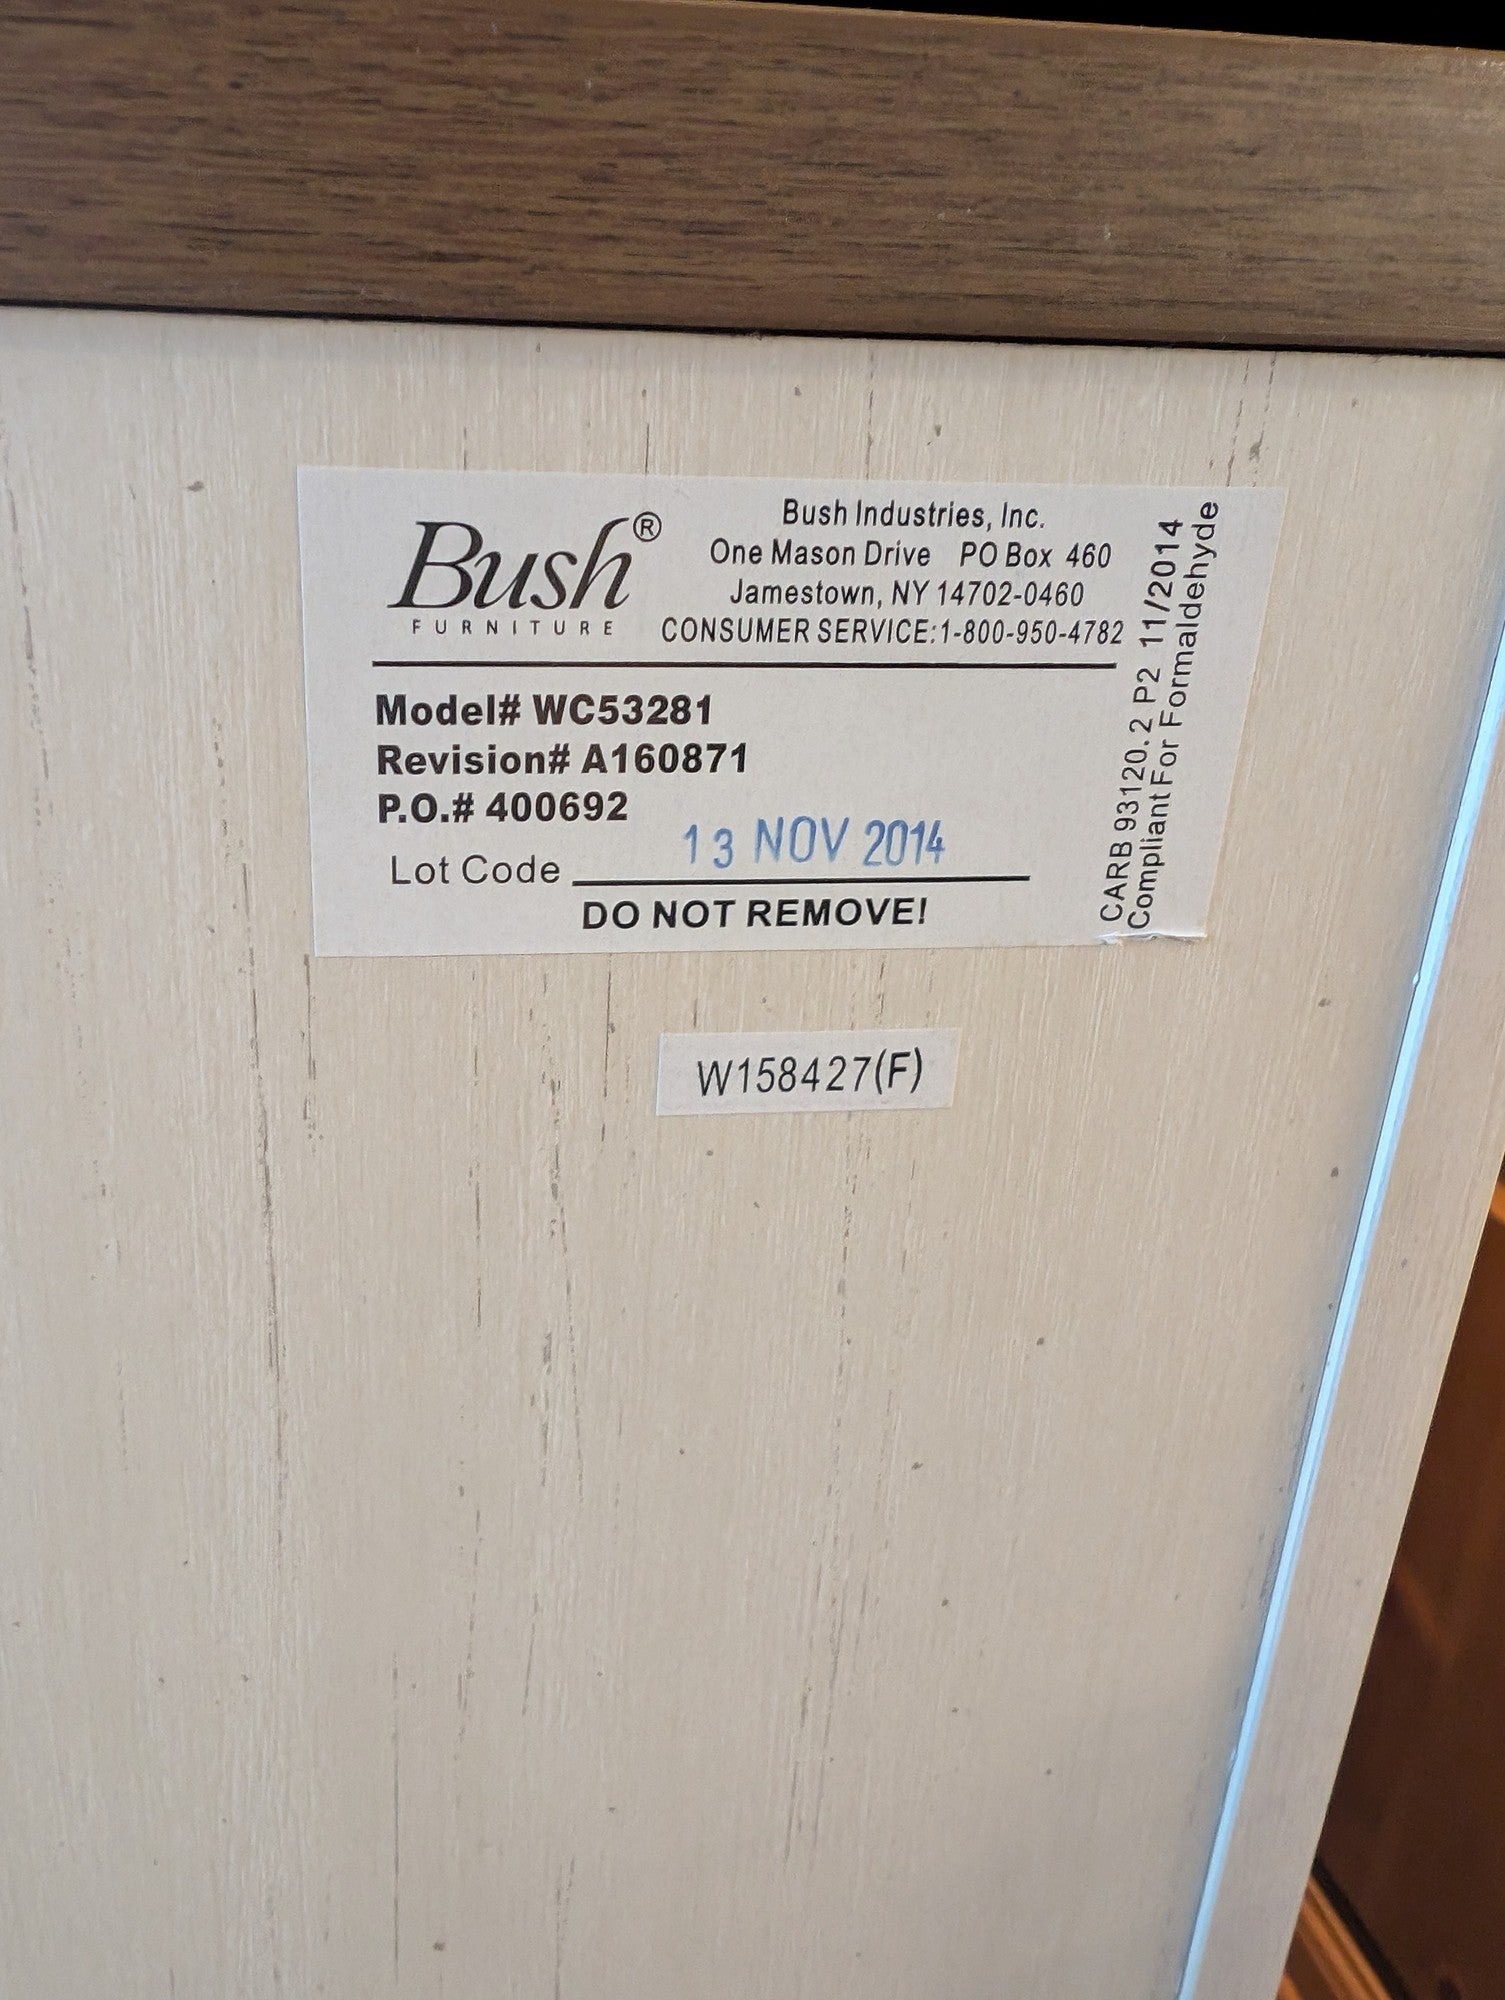 Bush®
FURNITURE
Bush Industries, Inc.
One Mason Drive PO Box 460
Jamestown, NY 14702-0460
CONSUMER SERVICE:1-800-950-4782
Model# WC53281
Revision# A160871
P.O.# 400692
Lot Code 13 NOV 2014
DO NOT REMOVE!
CARB 93120.2 P2 11/2014
Compliant For Formaldehyde
W158427(F)